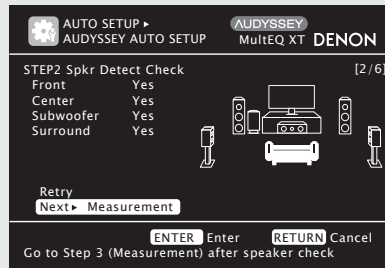 AUTO SETUP ▸
AUDYSSEY AUTO SETUP
AUDYSSEY
MultEQ XT
DENON
STEP2 Spkr Detect Check [2/6]
Front Yes
Center Yes
Subwoofer Yes
Surround Yes
Retry
Next▸ Measurement
ENTER Enter RETURN Cancel
Go to Step 3 (Measurement) after speaker check